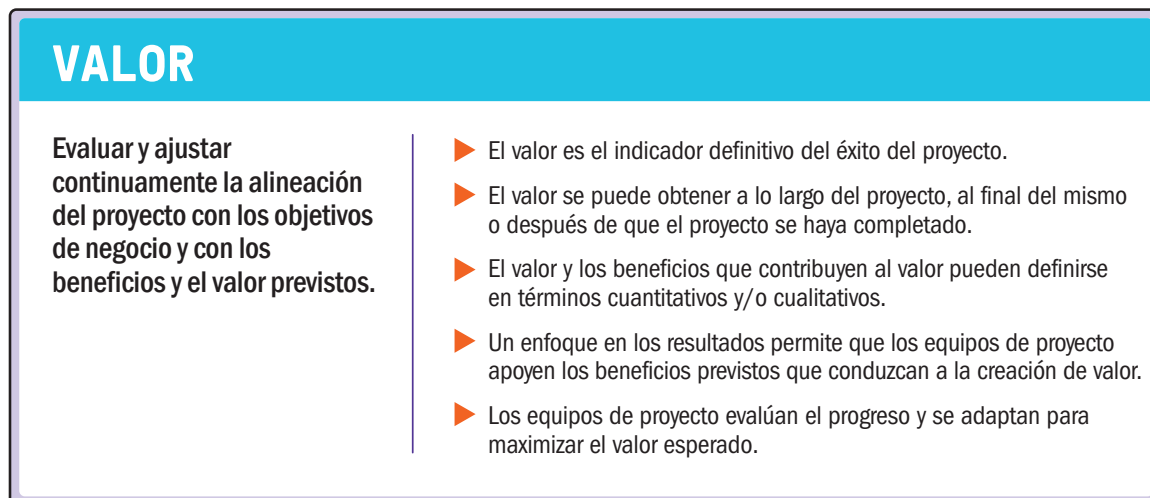 VALOR
Evaluar y ajustar
continuamente la alineación
del proyecto con los objetivos
de negocio y con los
beneficios y el valor previstos.
El valor es el indicador definitivo del éxito del proyecto.
El valor se puede obtener a lo largo del proyecto, al final del mismo
o después de que el proyecto se haya completado.
El valor y los beneficios que contribuyen al valor pueden definirse
en términos cuantitativos y/o cualitativos.
Un enfoque en los resultados permite que los equipos de proyecto
apoyen los beneficios previstos que conduzcan a la creación de valor.
Los equipos de proyecto evalúan el progreso y se adaptan para
maximizar el valor esperado.